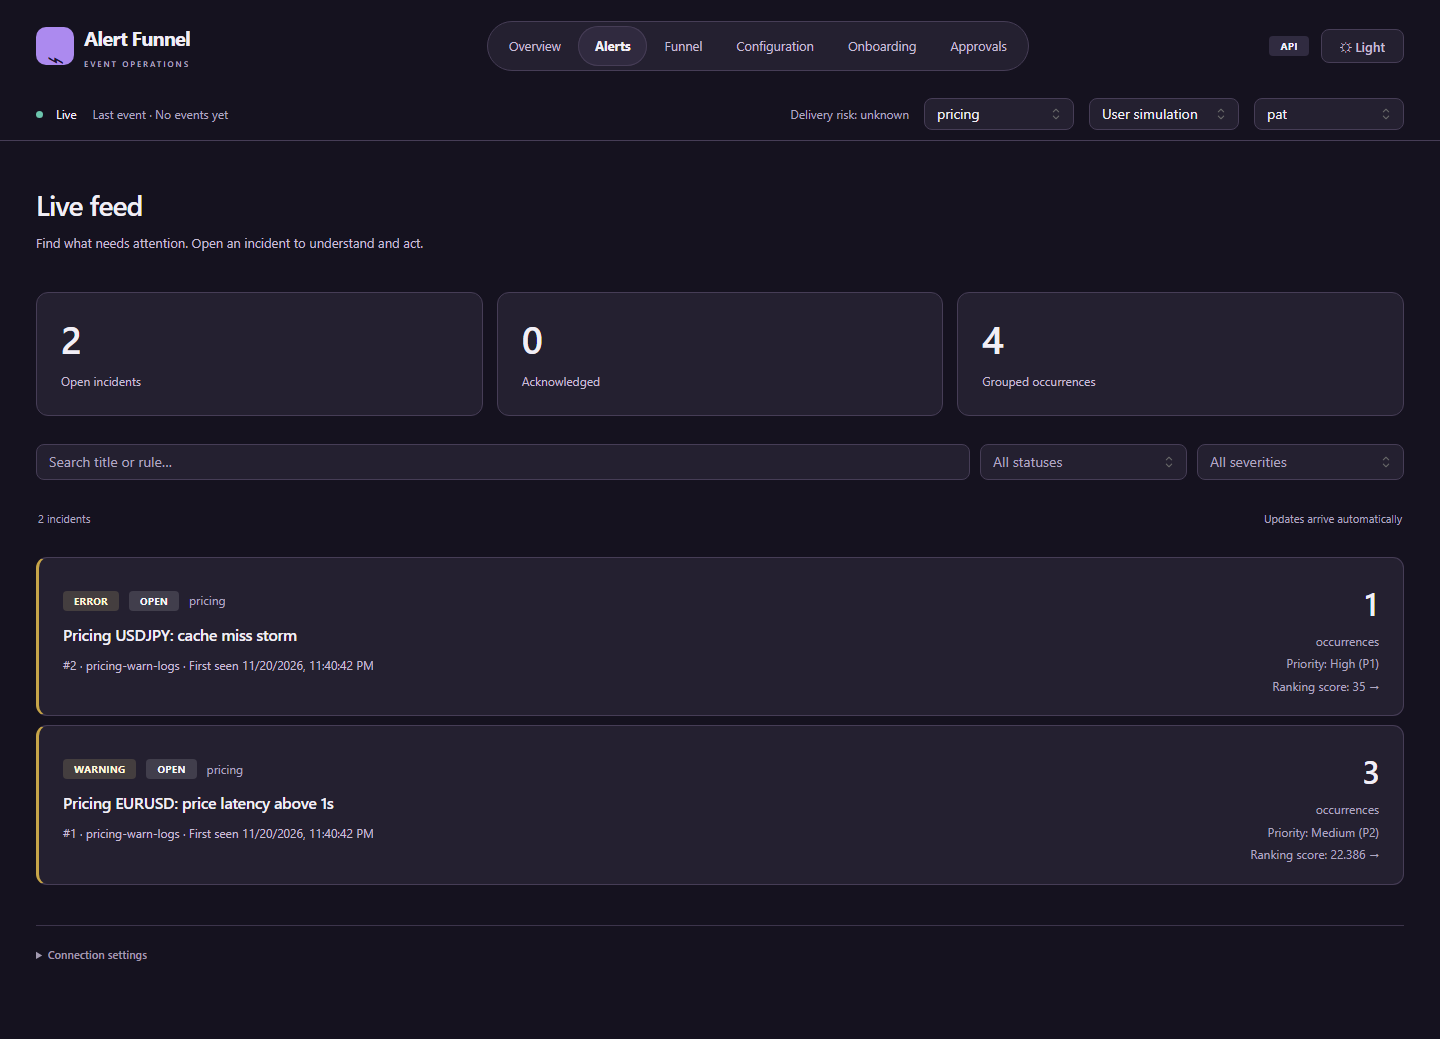 Alert Funnel
EVENT OPERATIONS
Overview
Alerts
Funnel
Configuration
Onboarding
Approvals
API
Light
Live
Last event · No events yet
Delivery risk: unknown
pricing
User simulation
pat
Live feed
Find what needs attention. Open an incident to understand and act.
2
Open incidents
0
Acknowledged
4
Grouped occurrences
Search title or rule...
All statuses
All severities
2 incidents
Updates arrive automatically
ERROR
OPEN
pricing
Pricing USDJPY: cache miss storm
#2 · pricing-warn-logs · First seen 11/20/2026, 11:40:42 PM
1
occurrences
Priority: High (P1)
Ranking score: 35 →
WARNING
OPEN
pricing
Pricing EURUSD: price latency above 1s
#1 · pricing-warn-logs · First seen 11/20/2026, 11:40:42 PM
3
occurrences
Priority: Medium (P2)
Ranking score: 22.386 →
Connection settings